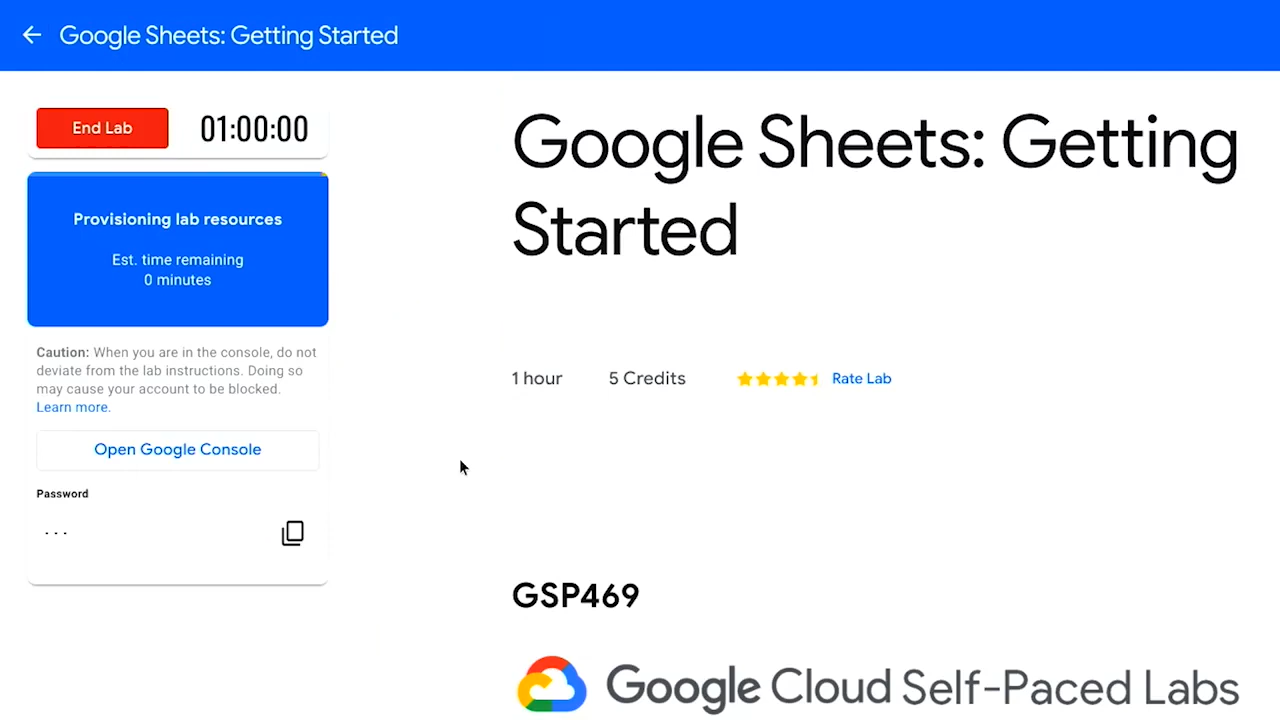 Google Sheets: Getting Started
End Lab
01:00:00
Provisioning lab resources
Est. time remaining
0 minutes
Caution: When you are in the console, do not
deviate from the lab instructions. Doing so
may cause your account to be blocked.
Learn more.
Open Google Console
Password
...
Google Sheets: Getting
Started
1 hour
5 Credits
Rate Lab
GSP469
Google Cloud Self-Paced Labs